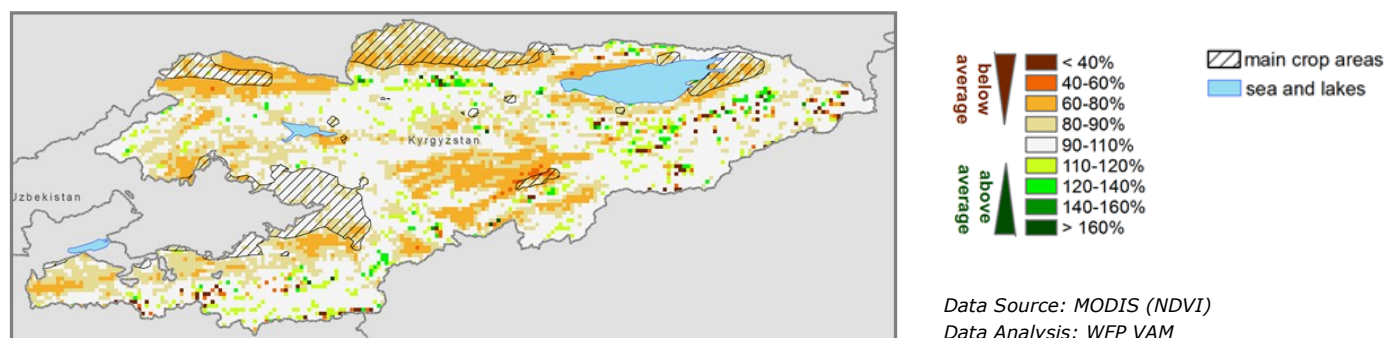 Kyrgyzstan
Uzbekistan
below
average
above
average
< 40%
40-60%
60-80%
80-90%
90-110%
110-120%
120-140%
140-160%
> 160%
main crop areas
sea and lakes
Data Source: MODIS (NDVI)
Data Analysis: WFP VAM